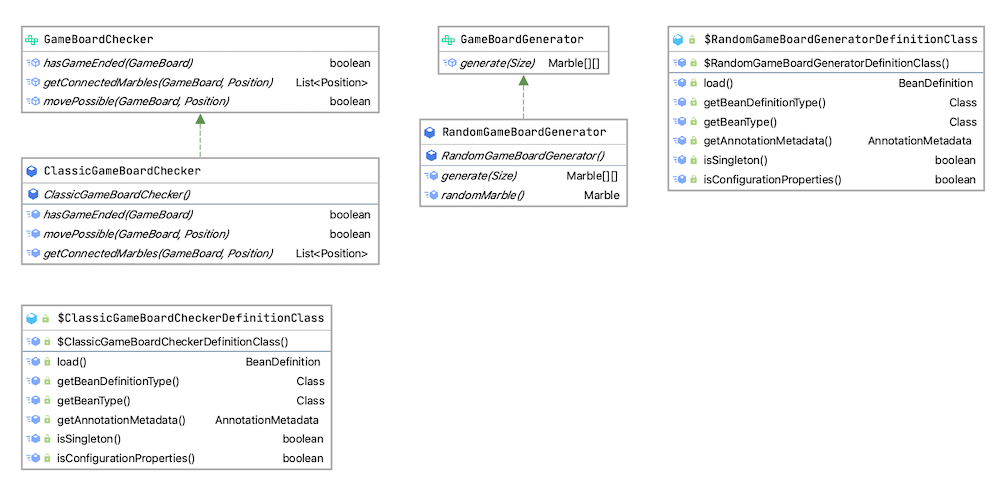 GameBoardChecker
hasGameEnded(GameBoard) boolean
getConnectedMarbles(GameBoard, Position) List<Position>
movePossible(GameBoard, Position) boolean
ClassicGameBoardChecker
ClassicGameBoardChecker()
hasGameEnded(GameBoard) boolean
movePossible(GameBoard, Position) boolean
getConnectedMarbles(GameBoard, Position) List<Position>
GameBoardGenerator
generate(Size) Marble[][]
RandomGameBoardGenerator
RandomGameBoardGenerator()
generate(Size) Marble[][]
randomMarble() Marble
$RandomGameBoardGeneratorDefinitionClass
$RandomGameBoardGeneratorDefinitionClass()
load() BeanDefinition
getBeanDefinitionType() Class
getBeanType() Class
getAnnotationMetadata() AnnotationMetadata
isSingleton() boolean
isConfigurationProperties() boolean
$ClassicGameBoardCheckerDefinitionClass
$ClassicGameBoardCheckerDefinitionClass()
load() BeanDefinition
getBeanDefinitionType() Class
getBeanType() Class
getAnnotationMetadata() AnnotationMetadata
isSingleton() boolean
isConfigurationProperties() boolean